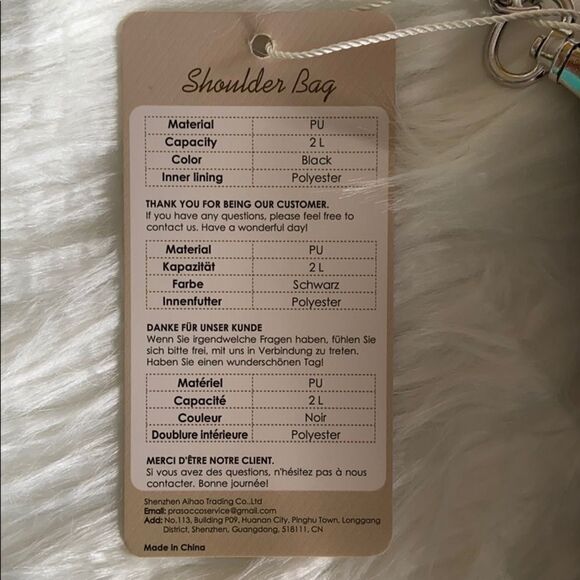 Shoulder Bag
Material PU
Capacity 2 L
Color Black
Inner lining Polyester
THANK YOU FOR BEING OUR CUSTOMER.
If you have any questions, please feel free to
contact us. Have a wonderful day!
Material PU
Kapazität 2 L
Farbe Schwarz
Innenfutter Polyester
DANKE FÜR UNSER KUNDE
Wenn Sie irgendwelche Fragen haben, fühlen Sie
sich bitte frei, mit uns in Verbindung zu treten.
Haben Sie einen wunderschönen Tag!
Matériel PU
Capacité 2 L
Couleur Noir
Doublure intérieure Polyester
MERCI D'ÊTRE NOTRE CLIENT.
Si vous avez des questions, n'hésitez pas à nous
contacter. Bonne journée!
Shenzhen Aihao Trading Co.,Ltd
Email: prasaccoservice@gmail.com
Add: No.113, Building P09, Huanan City, Pinghu Town, Longgang
District, Shenzhen, Guangdong, 518111, CN
Made in China